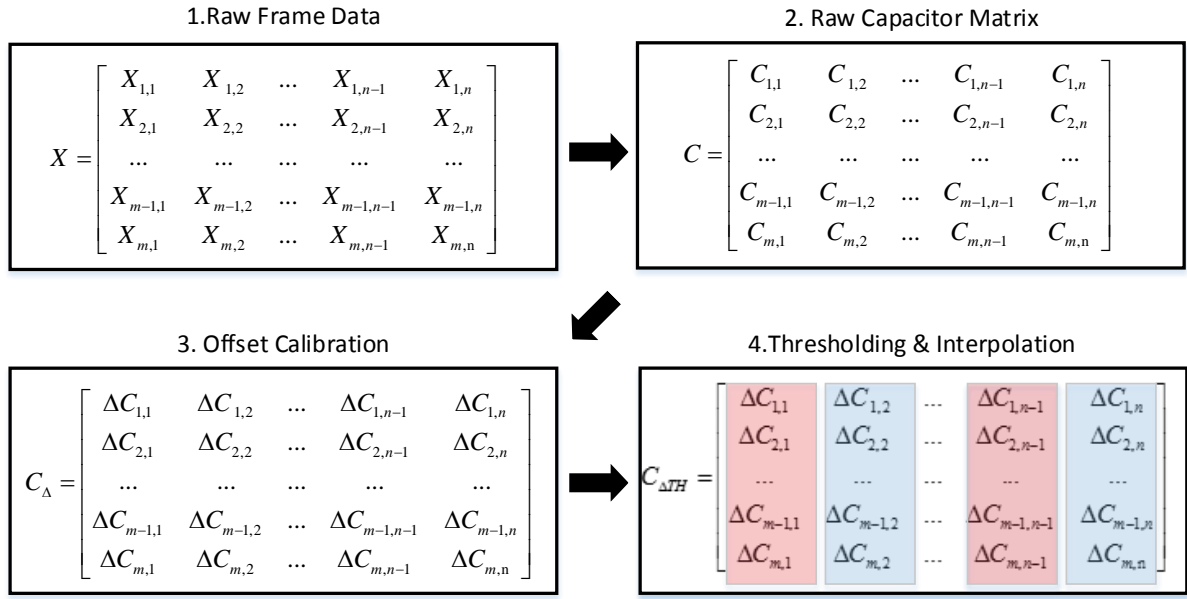 1.Raw Frame Data
X_{1,1} X_{1,2} ... X_{1,n−1} X_{1,n}
X_{2,1} X_{2,2} ... X_{2,n−1} X_{2,n}
X = ... ... ... ... ...
X_{m−1,1} X_{m−1,2} ... X_{m−1,n−1} X_{m−1,n}
X_{m,1} X_{m,2} ... X_{m,n−1} X_{m,n}
2. Raw Capacitor Matrix
C_{1,1} C_{1,2} ... C_{1,n−1} C_{1,n}
C_{2,1} C_{2,2} ... C_{2,n−1} C_{2,n}
C = ... ... ... ... ...
C_{m−1,1} C_{m−1,2} ... C_{m−1,n−1} C_{m−1,n}
C_{m,1} C_{m,2} ... C_{m,n−1} C_{m,n}
3. Offset Calibration
ΔC_{1,1} ΔC_{1,2} ... ΔC_{1,n−1} ΔC_{1,n}
ΔC_{2,1} ΔC_{2,2} ... ΔC_{2,n−1} ΔC_{2,n}
C_Δ = ... ... ... ... ...
ΔC_{m−1,1} ΔC_{m−1,2} ... ΔC_{m−1,n−1} ΔC_{m−1,n}
ΔC_{m,1} ΔC_{m,2} ... ΔC_{m,n−1} ΔC_{m,n}
4.Thresholding & Interpolation
ΔC_{1,1} ΔC_{1,2} ... ΔC_{1,n−1} ΔC_{1,n}
ΔC_{2,1} ΔC_{2,2} ... ΔC_{2,n−1} ΔC_{2,n}
C_{ΔTH} = ... ... ... ... ...
ΔC_{m−1,1} ΔC_{m−1,2} ... ΔC_{m−1,n−1} ΔC_{m−1,n}
ΔC_{m,1} ΔC_{m,2} ... ΔC_{m,n−1} ΔC_{m,n}